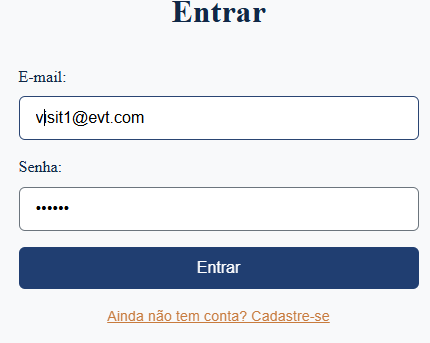 Entrar
E-mail:
visit1@evt.com
Senha:
••••••
Entrar
Ainda não tem conta? Cadastre-se